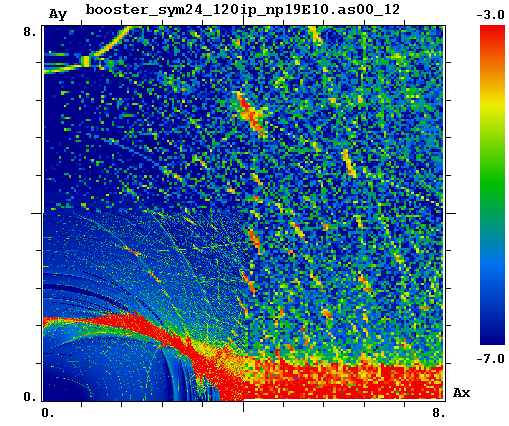 Ay booster_sym24_120ip_np19E10.as00_12
8.
-3.0
-7.0
0.
0. 8. Ax